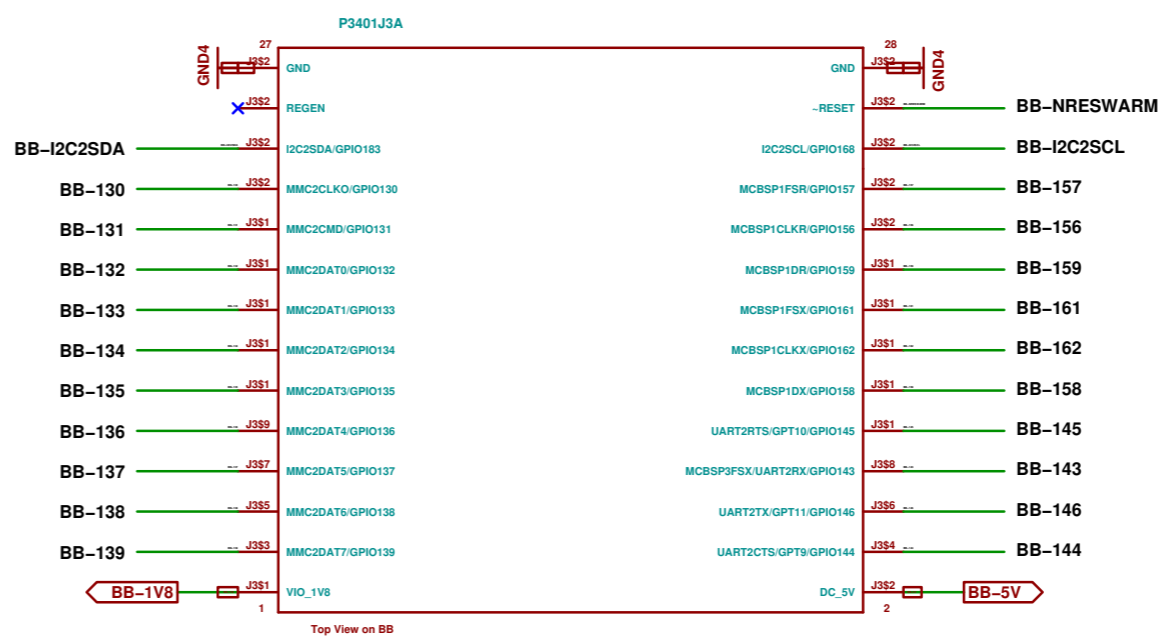 P3401J3A
27 28
GND4 J3$2 GND GND J3$2 GND4
J3$2 REGEN ~RESET J3$2 BB-NRESWARM
BB-I2C2SDA J3$2 I2C2SDA/GPIO183 I2C2SCL/GPIO168 J3$2 BB-I2C2SCL
BB-130 J3$2 MMC2CLKO/GPIO130 MCBSP1FSR/GPIO157 J3$2 BB-157
BB-131 J3$1 MMC2CMD/GPIO131 MCBSP1CLKR/GPIO156 J3$2 BB-156
BB-132 J3$1 MMC2DAT0/GPIO132 MCBSP1DR/GPIO159 J3$1 BB-159
BB-133 J3$1 MMC2DAT1/GPIO133 MCBSP1FSX/GPIO161 J3$1 BB-161
BB-134 J3$1 MMC2DAT2/GPIO134 MCBSP1CLKX/GPIO162 J3$1 BB-162
BB-135 J3$1 MMC2DAT3/GPIO135 MCBSP1DX/GPIO158 J3$1 BB-158
BB-136 J3$9 MMC2DAT4/GPIO136 UART2RTS/GPT10/GPIO145 J3$1 BB-145
BB-137 J3$7 MMC2DAT5/GPIO137 MCBSP3FSX/UART2RX/GPIO143 J3$8 BB-143
BB-138 J3$5 MMC2DAT6/GPIO138 UART2TX/GPT11/GPIO146 J3$6 BB-146
BB-139 J3$3 MMC2DAT7/GPIO139 UART2CTS/GPT9/GPIO144 J3$4 BB-144
BB-1V8 J3$1 VIO_1V8 DC_5V J3$2 BB-5V
1 2
Top View on BB